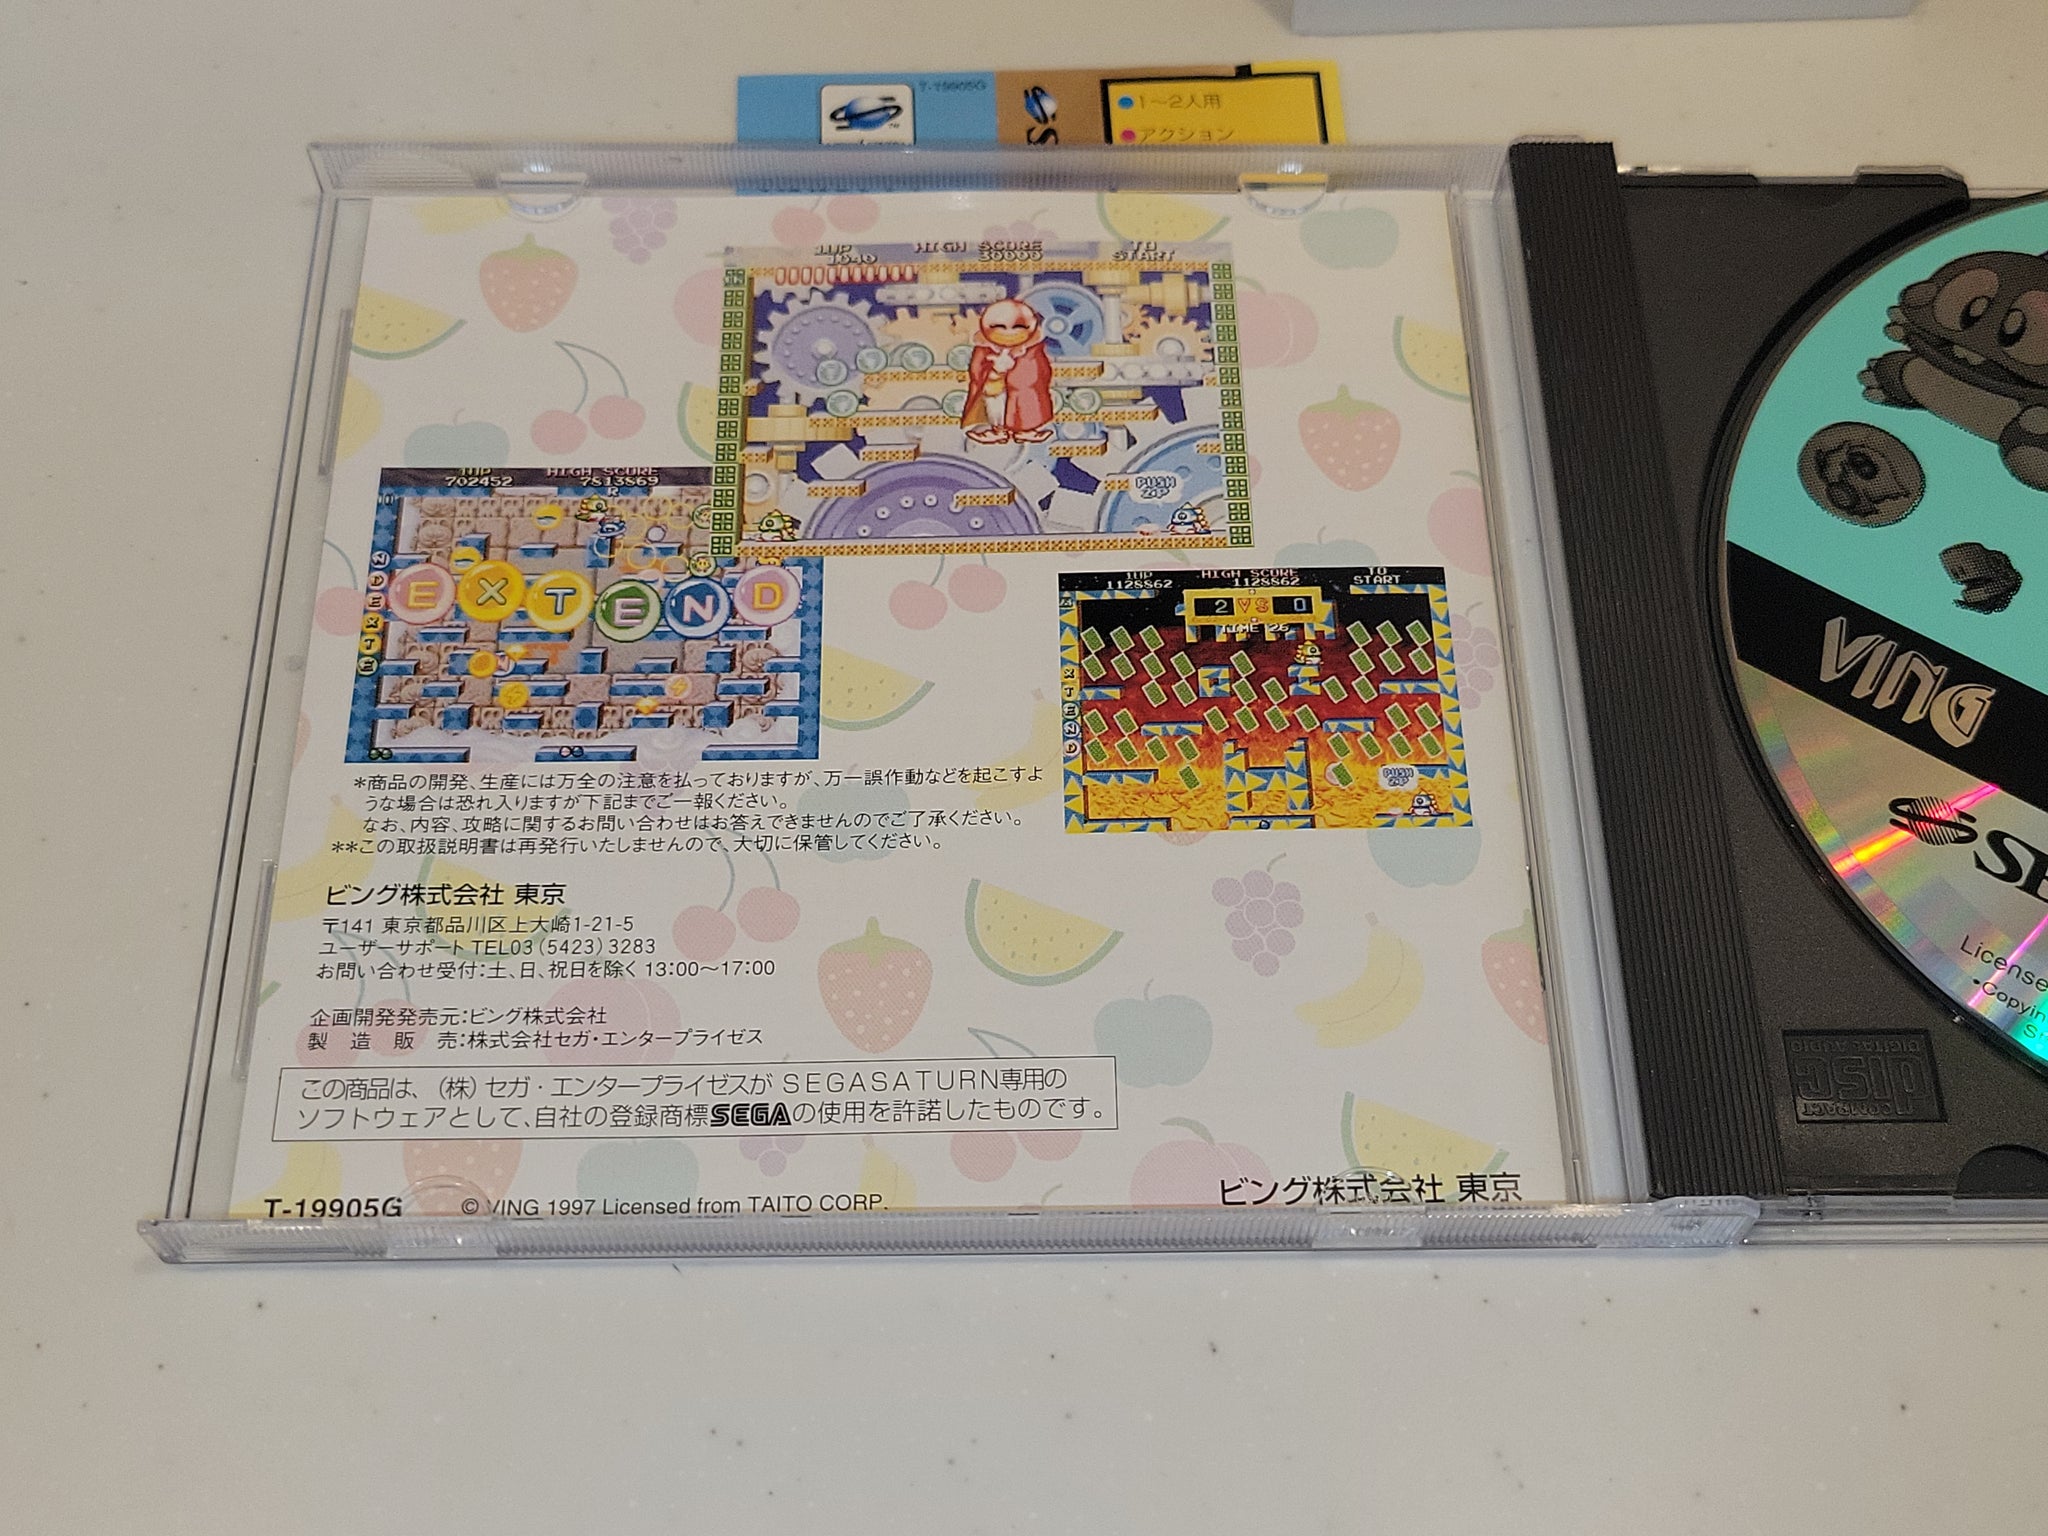 T-19905G
●1〜2人用
●アクション
1UP HIGH SCORE TO
1040 30000 START
PUSH
1UP HIGH SCORE
702452 7813869
R
EXTEND
1UP HIGH SCORE TO
1128862 1128862 START
2 VS 0
TIME 26
PUSH
*商品の開発、生産には万全の注意を払っておりますが、万一誤作動などを起こすよ
うな場合は恐れ入りますが下記までご一報ください。
なお、内容、攻略に関するお問い合わせはお答えできませんのでご了承ください。
**この取扱説明書は再発行いたしませんので、大切に保管してください。
ビング株式会社 東京
〒141 東京都品川区上大崎1-21-5
ユーザーサポート TEL03(5423)3283
お問い合わせ受付:土、日、祝日を除く 13:00〜17:00
企画開発発売元:ビング株式会社
製 造 販 売:株式会社セガ・エンタープライゼス
この商品は、(株)セガ・エンタープライゼスが SEGASATURN専用の
ソフトウェアとして、自社の登録商標SEGAの使用を許諾したものです。
ビング株式会社 東京
T-19905G © VING 1997 Licensed from TAITO CORP.
VING
License
•Copyin
COMPACT
disc
DIGITAL AUDIO